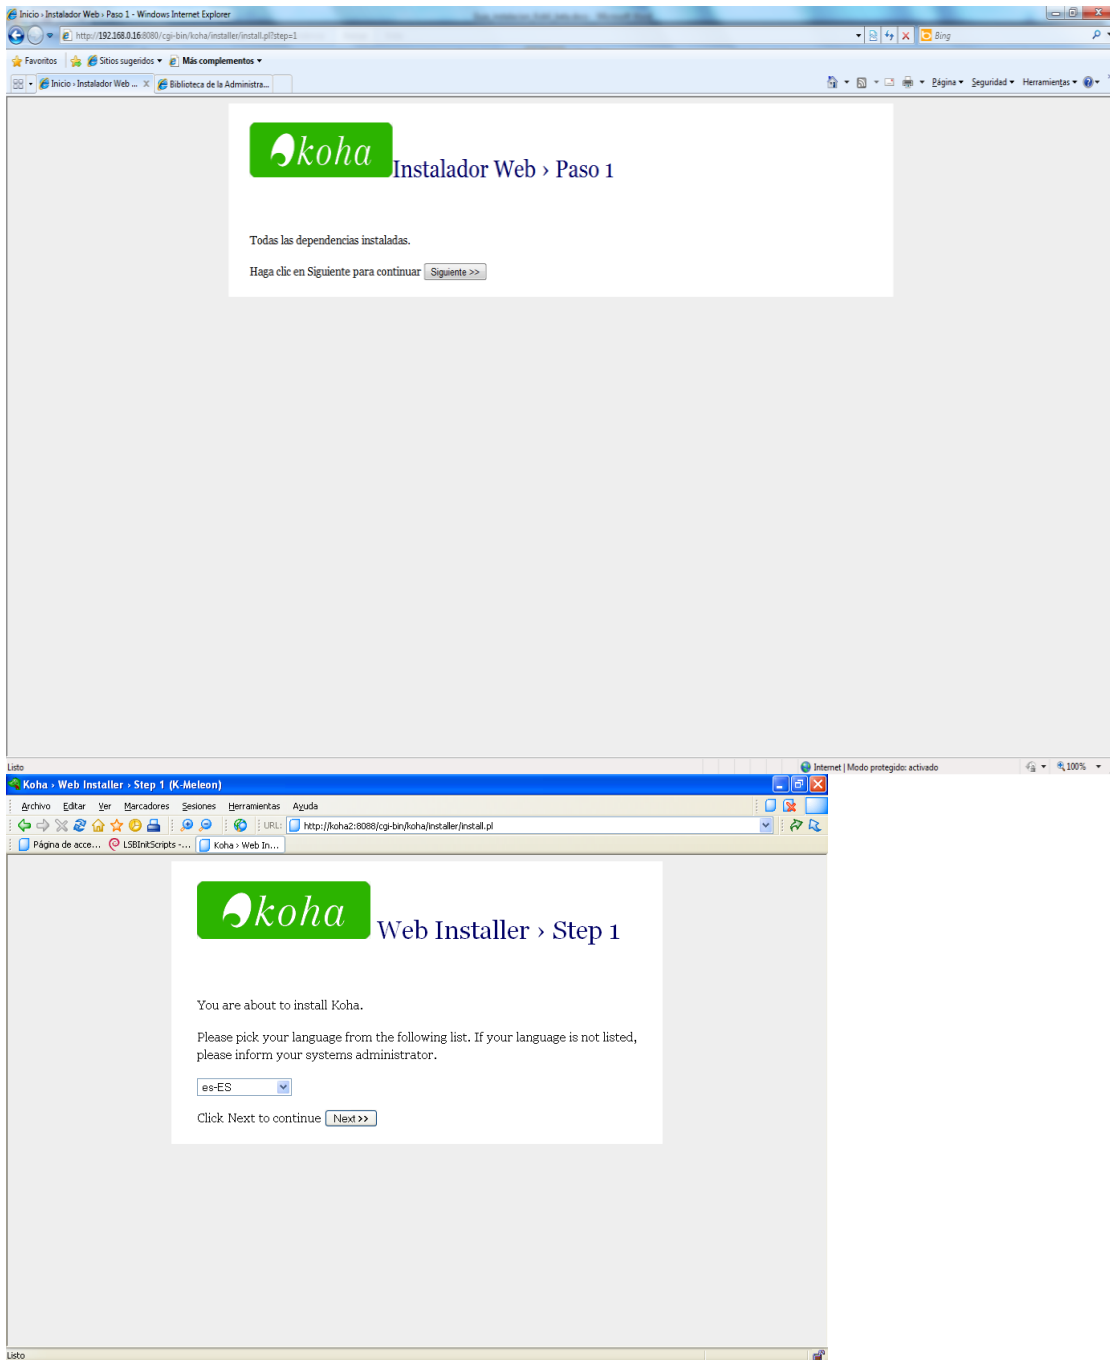 Inicio › Instalador Web › Paso 1 - Windows Internet Explorer
http://192.168.0.16:8080/cgi-bin/koha/installer/install.pl?step=1
Bing
Favoritos
Sitios sugeridos
Más complementos
Inicio › Instalador Web ... X
Biblioteca de la Administra...
Página
Seguridad
Herramientas
koha
Instalador Web › Paso 1
Todas las dependencias instaladas.
Haga clic en Siguiente para continuar Siguiente >>
Listo
Internet | Modo protegido: activado
100%
Koha › Web Installer › Step 1 (K-Meleon)
Archivo Editar Ver Marcadores Sesiones Herramientas Ayuda
URL: http://koha2:8088/cgi-bin/koha/installer/install.pl
Página de acce... LSBInitScripts -... Koha › Web In...
koha
Web Installer › Step 1
You are about to install Koha.
Please pick your language from the following list. If your language is not listed,
please inform your systems administrator.
es-ES
Click Next to continue Next >>
Listo